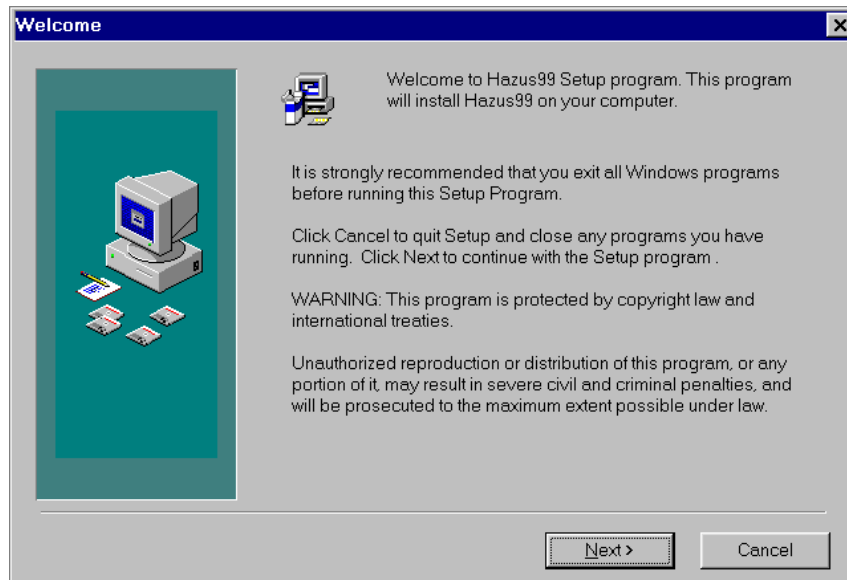 Welcome
Welcome to Hazus99 Setup program. This program
will install Hazus99 on your computer.
It is strongly recommended that you exit all Windows programs
before running this Setup Program.
Click Cancel to quit Setup and close any programs you have
running.  Click Next to continue with the Setup program .
WARNING: This program is protected by copyright law and
international treaties.
Unauthorized reproduction or distribution of this program, or any
portion of it, may result in severe civil and criminal penalties, and
will be prosecuted to the maximum extent possible under law.
Next >
Cancel